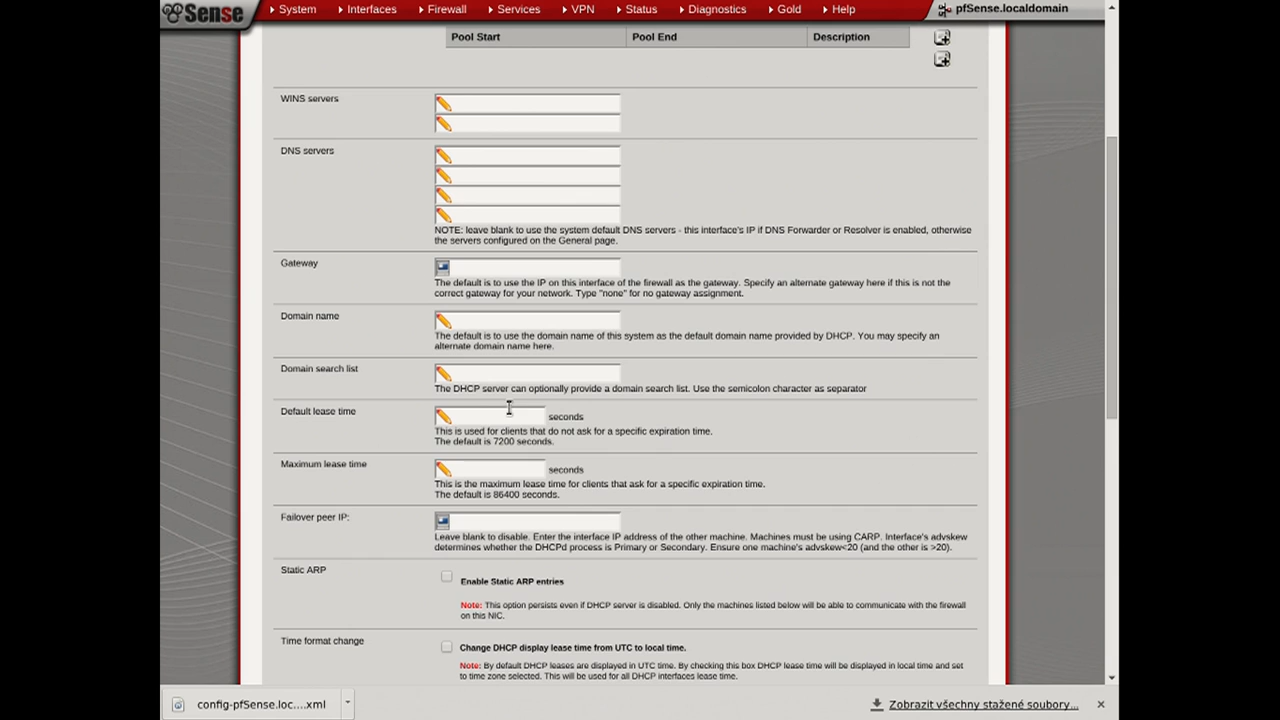 Sense
System Interfaces Firewall Services VPN Status Diagnostics Gold Help pfSense.localdomain
Pool Start Pool End Description
WINS servers
DNS servers
NOTE: leave blank to use the system default DNS servers - this interface's IP if DNS Forwarder or Resolver is enabled, otherwise
the servers configured on the General page.
Gateway
The default is to use the IP on this interface of the firewall as the gateway. Specify an alternate gateway here if this is not the
correct gateway for your network. Type "none" for no gateway assignment.
Domain name
The default is to use the domain name of this system as the default domain name provided by DHCP. You may specify an
alternate domain name here.
Domain search list
The DHCP server can optionally provide a domain search list. Use the semicolon character as separator
Default lease time
seconds
This is used for clients that do not ask for a specific expiration time.
The default is 7200 seconds.
Maximum lease time
seconds
This is the maximum lease time for clients that ask for a specific expiration time.
The default is 86400 seconds.
Failover peer IP:
Leave blank to disable. Enter the interface IP address of the other machine. Machines must be using CARP. Interface's advskew
determines whether the DHCPd process is Primary or Secondary. Ensure one machine's advskew<20 (and the other is >20).
Static ARP
Enable Static ARP entries
Note: This option persists even if DHCP server is disabled. Only the machines listed below will be able to communicate with the firewall
on this NIC.
Time format change
Change DHCP display lease time from UTC to local time.
Note: By default DHCP leases are displayed in UTC time. By checking this box DHCP lease time will be displayed in local time and set
to time zone selected. This will be used for all DHCP interfaces lease time.
config-pfSense.loc....xml
Zobrazit všechny stažené soubory...